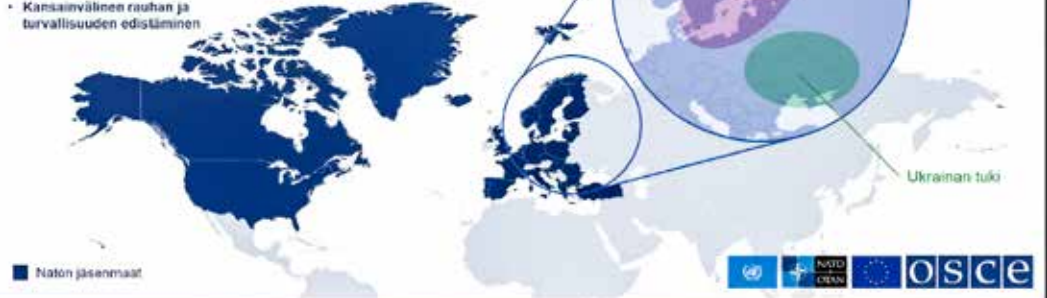 • Kansainvälinen rauhan ja
turvallisuuden edistäminen
Ukrainan tuki
Naton jäsenmaat
NATO
OTAN
OSCE